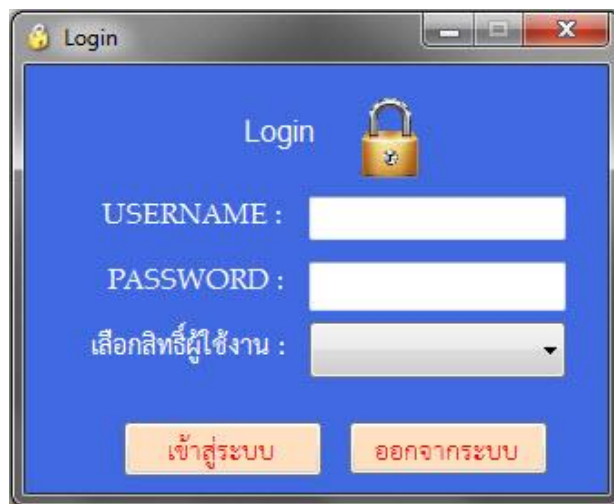 Login
Login
USERNAME :
PASSWORD :
เลือกสิทธิ์ผู้ใช้งาน :
เข้าสู่ระบบ ออกจากระบบ